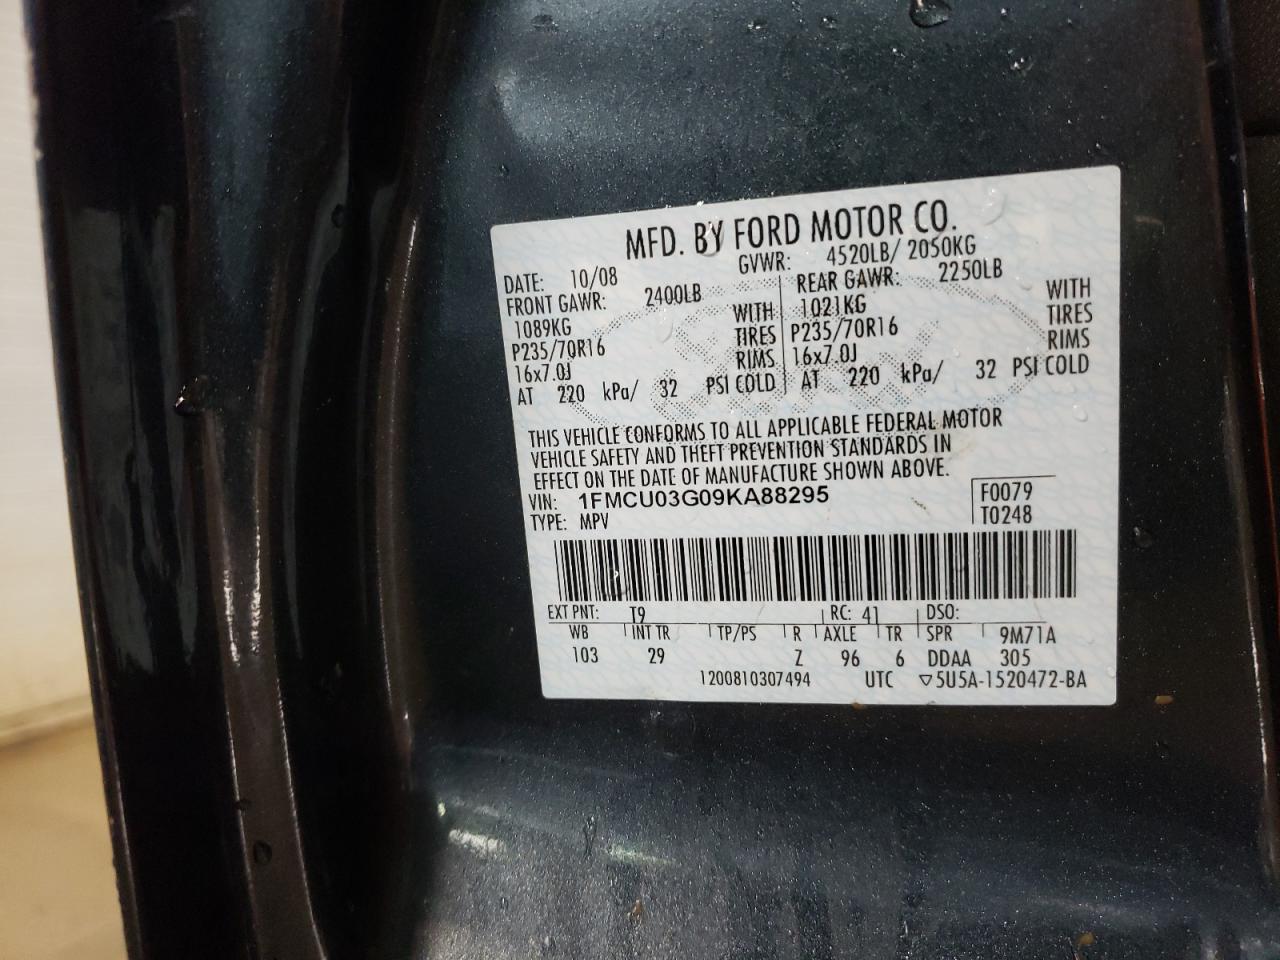 MFD. BY FORD MOTOR CO.
DATE: 10/08 GVWR: 4520LB/ 2050KG
FRONT GAWR: 2400LB REAR GAWR: 2250LB
1089KG WITH 1021KG WITH
P235/70R16 TIRES P235/70R16 TIRES
16x7.0J RIMS 16x7.0J RIMS
AT 220 kPa/ 32 PSI COLD AT 220 kPa/ 32 PSI COLD
THIS VEHICLE CONFORMS TO ALL APPLICABLE FEDERAL MOTOR
VEHICLE SAFETY AND THEFT PREVENTION STANDARDS IN
EFFECT ON THE DATE OF MANUFACTURE SHOWN ABOVE.
VIN: 1FMCU03G09KA88295 F0079
TYPE: MPV T0248
EXT PNT: T9 RC: 41 DSO:
WB INT TR TP/PS R AXLE TR SPR 9M71A
103 29 Z 96 6 DDAA 305
1200810307494 UTC ▽5U5A-1520472-BA